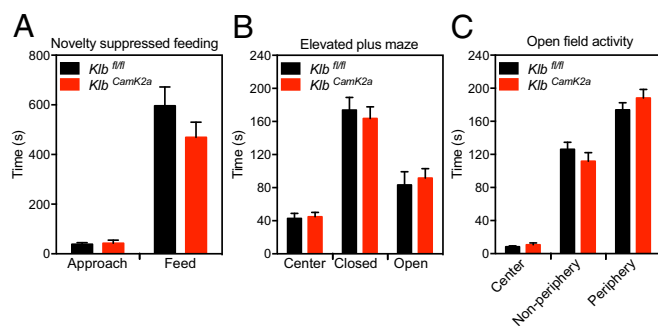 A
Novelty suppressed feeding
Klb fl/fl
Klb CamK2a
Time (s)
800
600
400
200
0
Approach
Feed
B
Elevated plus maze
Klb fl/fl
Klb CamK2a
Time (s)
240
200
160
120
80
40
0
Center
Closed
Open
C
Open field activity
Klb fl/fl
Klb CamK2a
Time (s)
240
200
160
120
80
40
0
Center
Non-periphery
Periphery